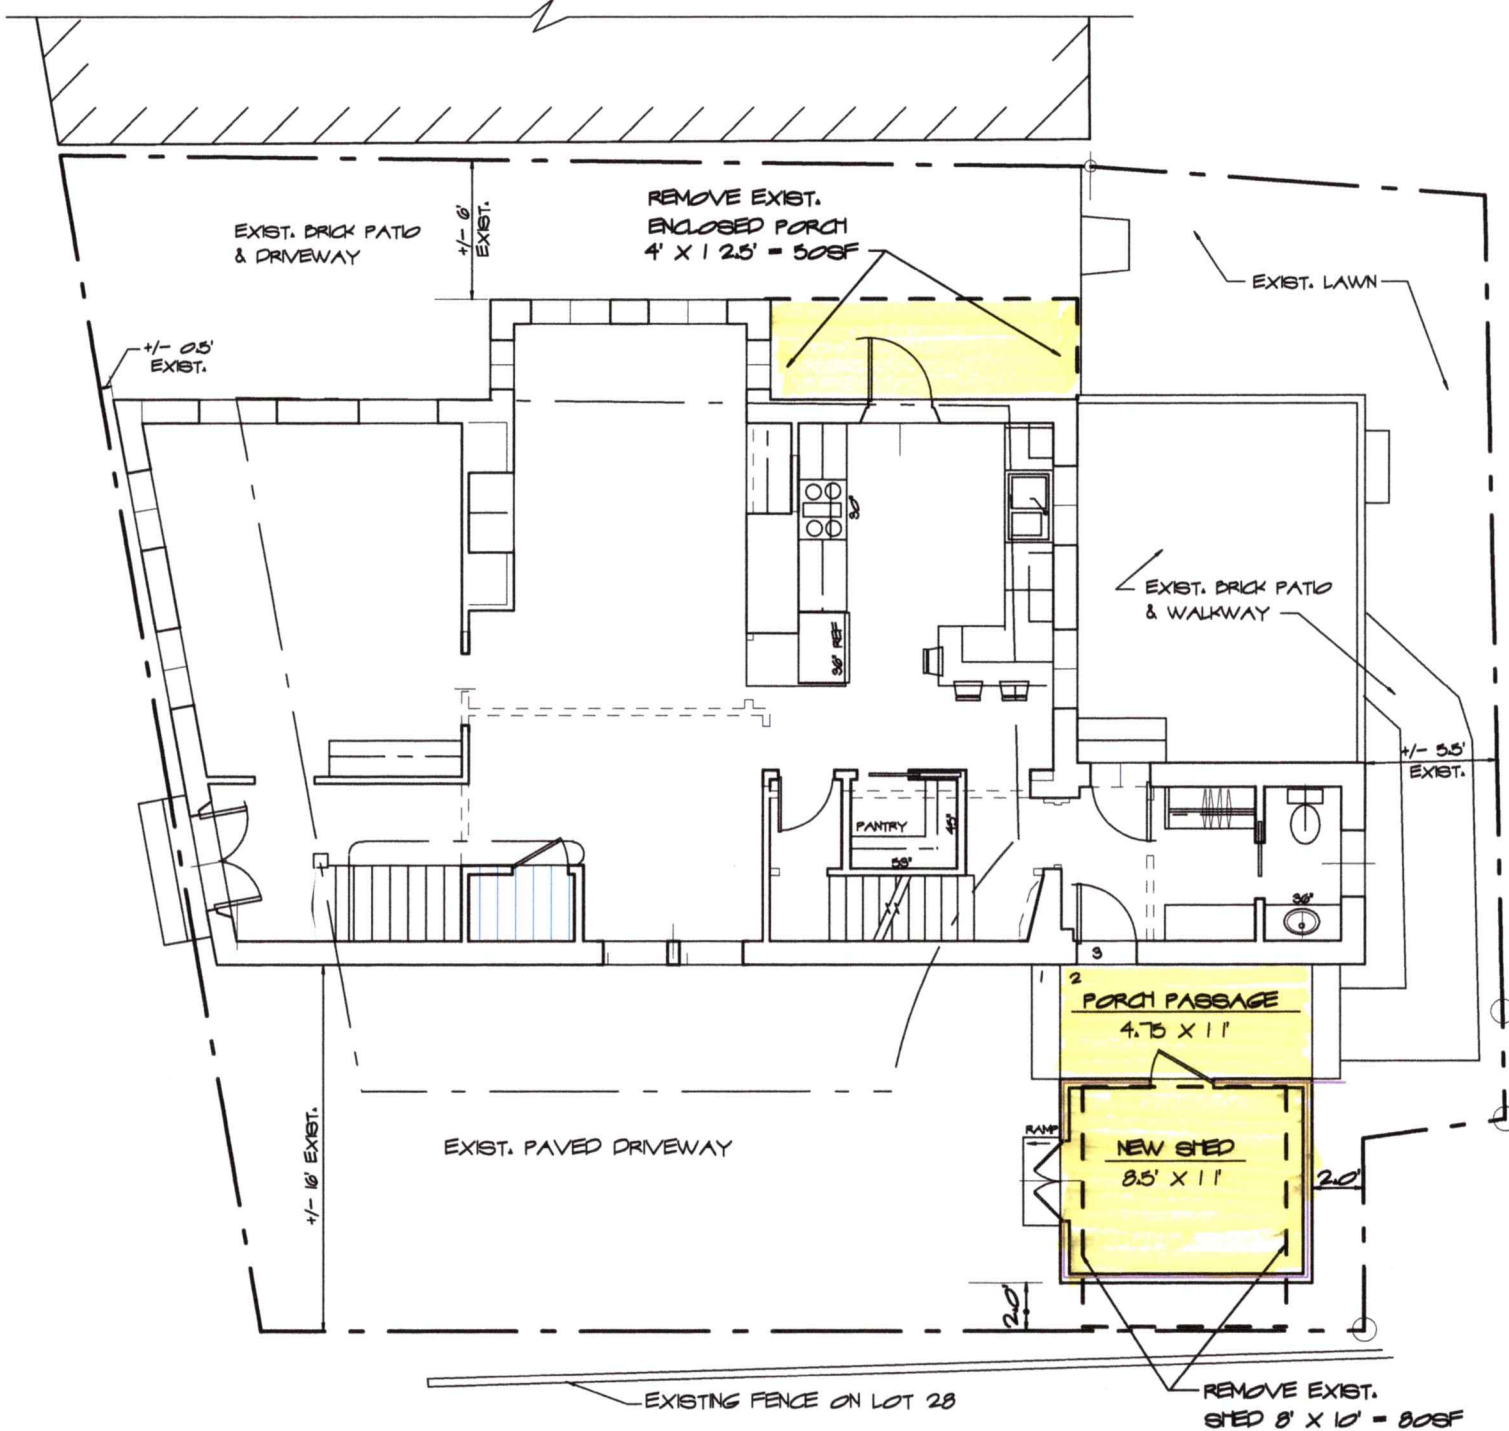 REMOVE EXIST.
ENCLOSED PORCH
4' X 12.5' = 50SF
EXIST. BRICK PATIO
& DRIVEWAY
+/- 6'
EXIST.
EXIST. LAWN
+/- 0.5'
EXIST.
30"
36" REF
EXIST. BRICK PATIO
& WALKWAY
+/- 5.5'
EXIST.
PANTRY
45"
53"
36"
3
1
2
PORCH PASSAGE
4.75 X 11'
RAMP
NEW SHED
8.5' X 11'
2.0'
EXIST. PAVED DRIVEWAY
+/- 16' EXIST.
2.0'
EXISTING FENCE ON LOT 28
REMOVE EXIST.
SHED 8' X 10' = 80SF